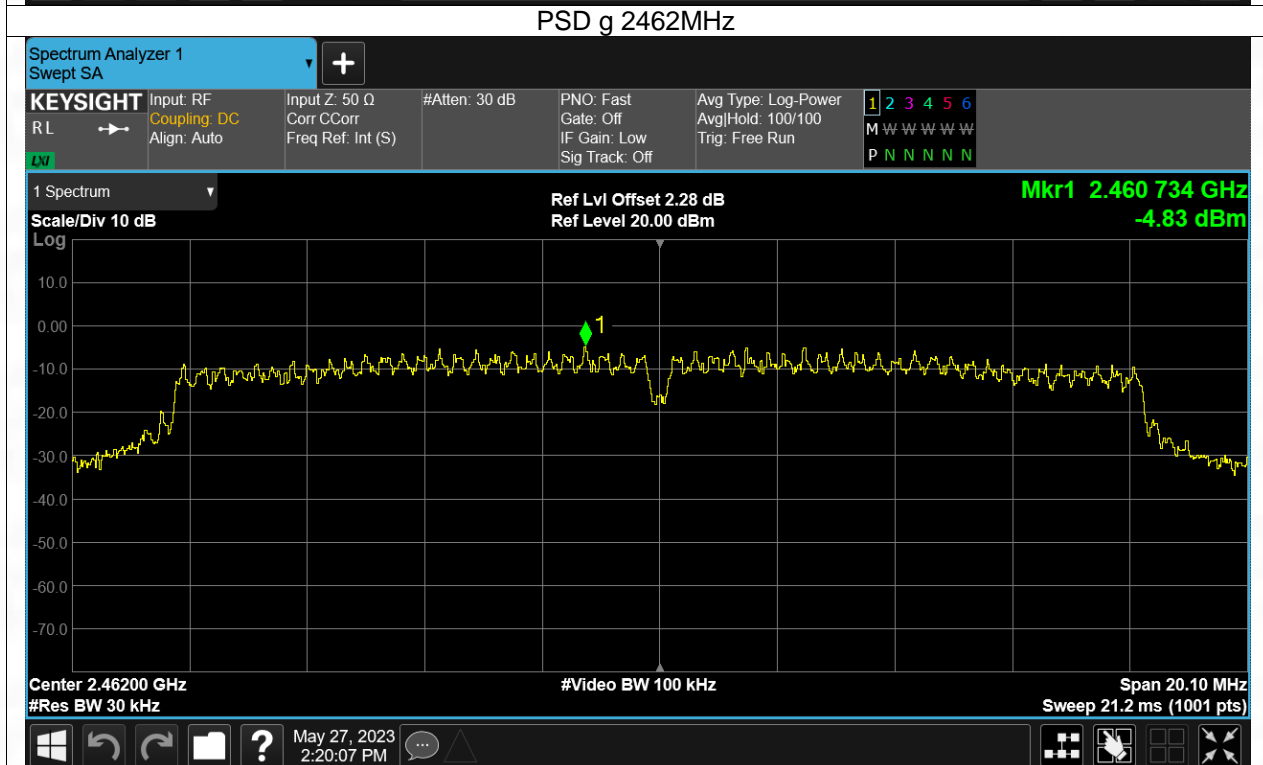 PSD g 2462MHz
Spectrum Analyzer 1
Swept SA
KEYSIGHT
RL
LXI
Input: RF
Coupling: DC
Align: Auto
Input Z: 50 Ω
Corr CCorr
Freq Ref: Int (S)
#Atten: 30 dB
PNO: Fast
Gate: Off
IF Gain: Low
Sig Track: Off
Avg Type: Log-Power
Avg|Hold: 100/100
Trig: Free Run
1 2 3 4 5 6
M W W W W W
P N N N N N
1 Spectrum
Scale/Div 10 dB
Log
Ref Lvl Offset 2.28 dB
Ref Level 20.00 dBm
Mkr1 2.460 734 GHz
-4.83 dBm
1
10.0
0.00
-10.0
-20.0
-30.0
-40.0
-50.0
-60.0
-70.0
Center 2.46200 GHz
#Res BW 30 kHz
#Video BW 100 kHz
Span 20.10 MHz
Sweep 21.2 ms (1001 pts)
?
May 27, 2023
2:20:07 PM